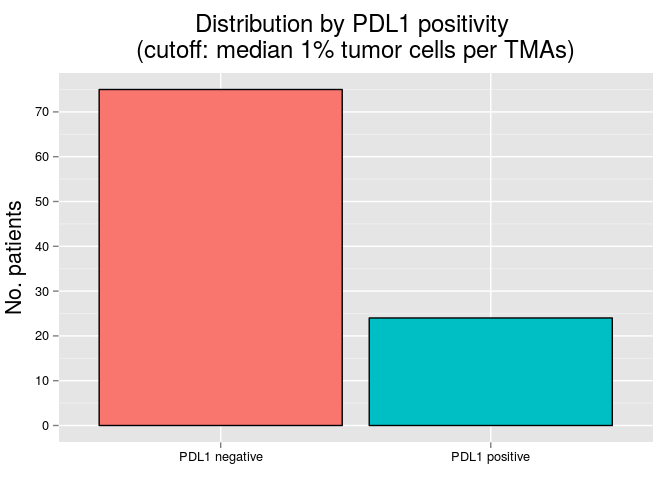 Distribution by PDL1 positivity
(cutoff: median 1% tumor cells per TMAs)
No. patients
70
60
50
40
30
20
10
0
PDL1 negative
PDL1 positive